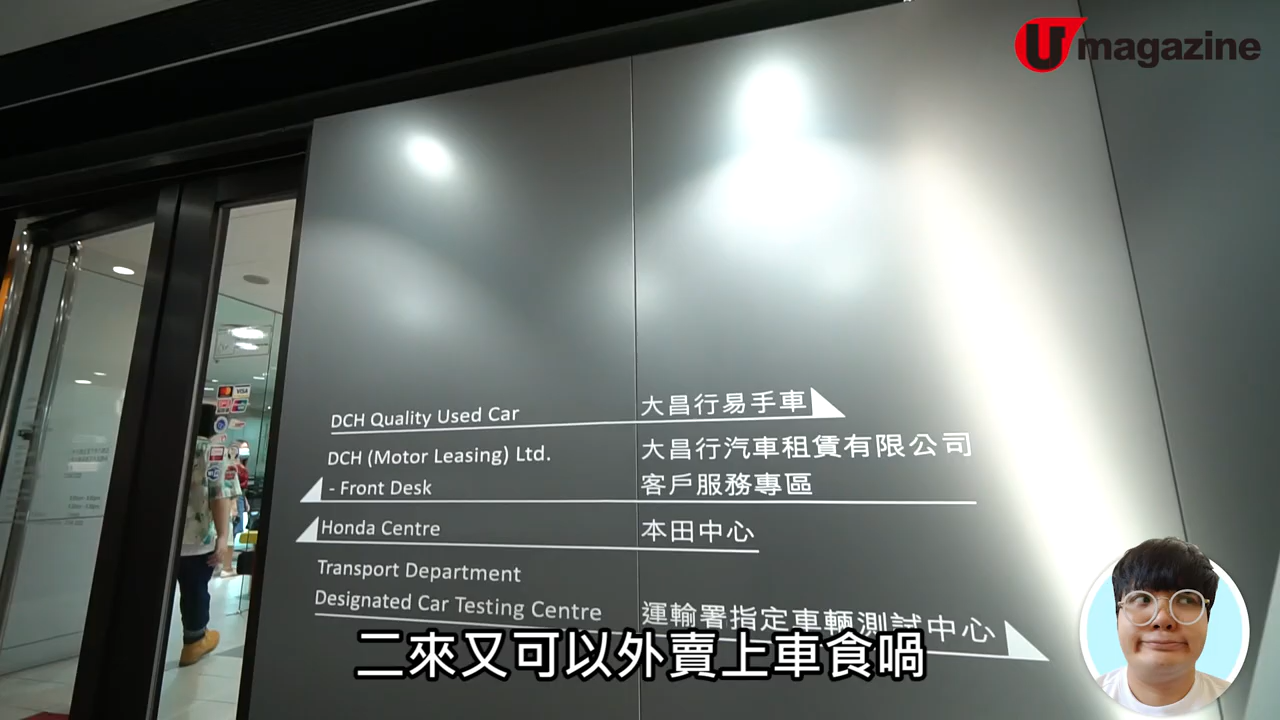 U magazine
DCH Quality Used Car 大昌行易手車
DCH (Motor Leasing) Ltd. 大昌行汽車租賃有限公司
- Front Desk 客戶服務專區
Honda Centre 本田中心
Transport Department
Designated Car Testing Centre 運輸署指定車輛測試中心
VISA
二來又可以外賣上車食喎